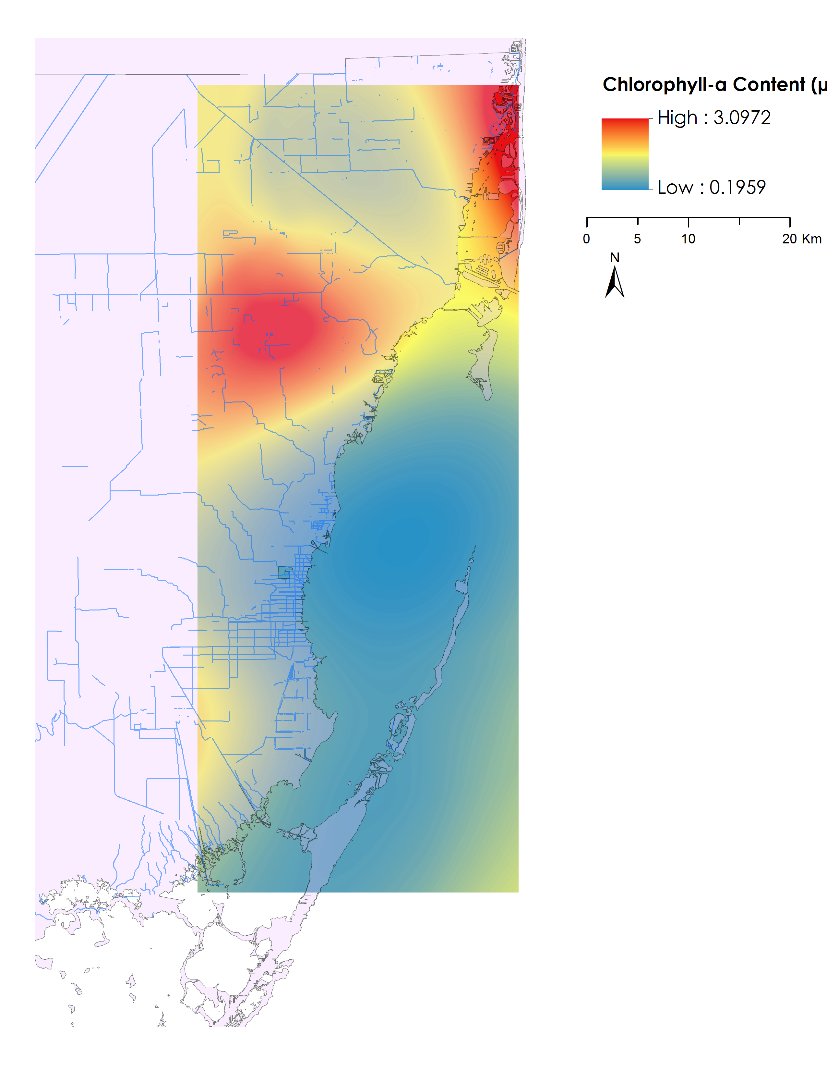 Chlorophyll-a Content (µ
High : 3.0972
Low : 0.1959
0 5 10 20 Km
N